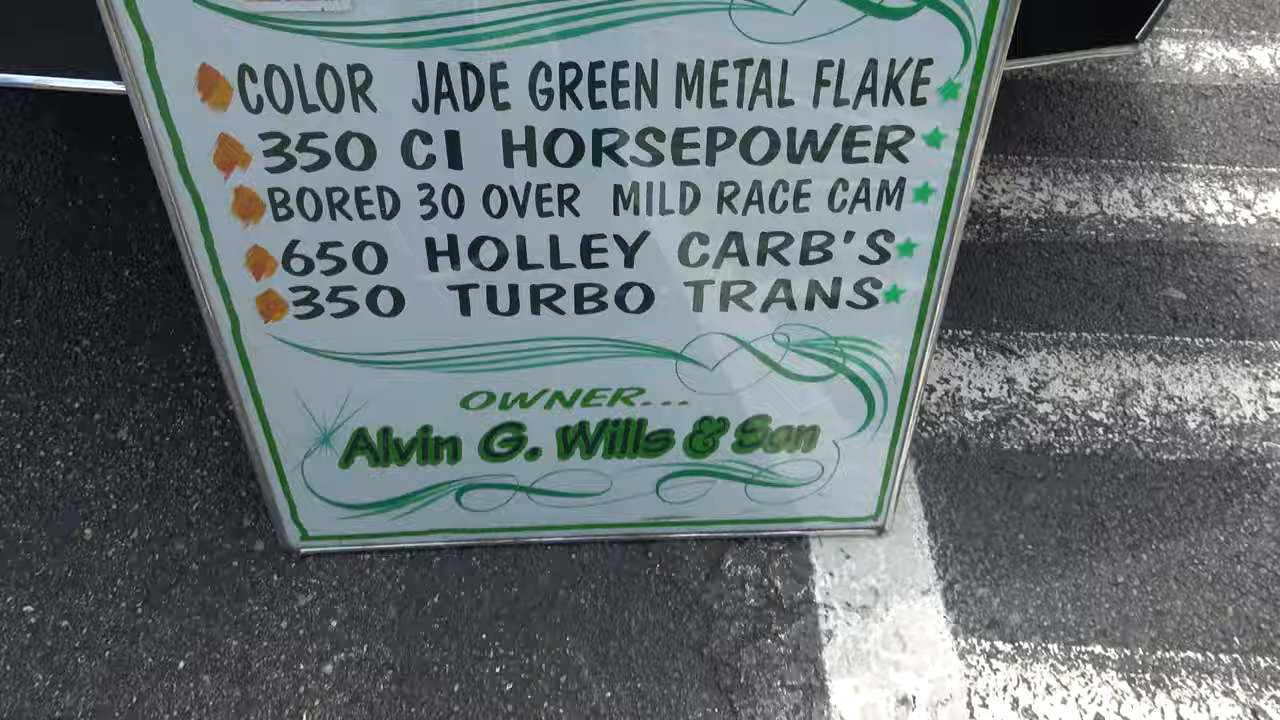 COLOR JADE GREEN METAL FLAKE
350 CI HORSEPOWER
BORED 30 OVER MILD RACE CAM
650 HOLLEY CARB'S
350 TURBO TRANS
OWNER...
Alvin G. Wills & Son